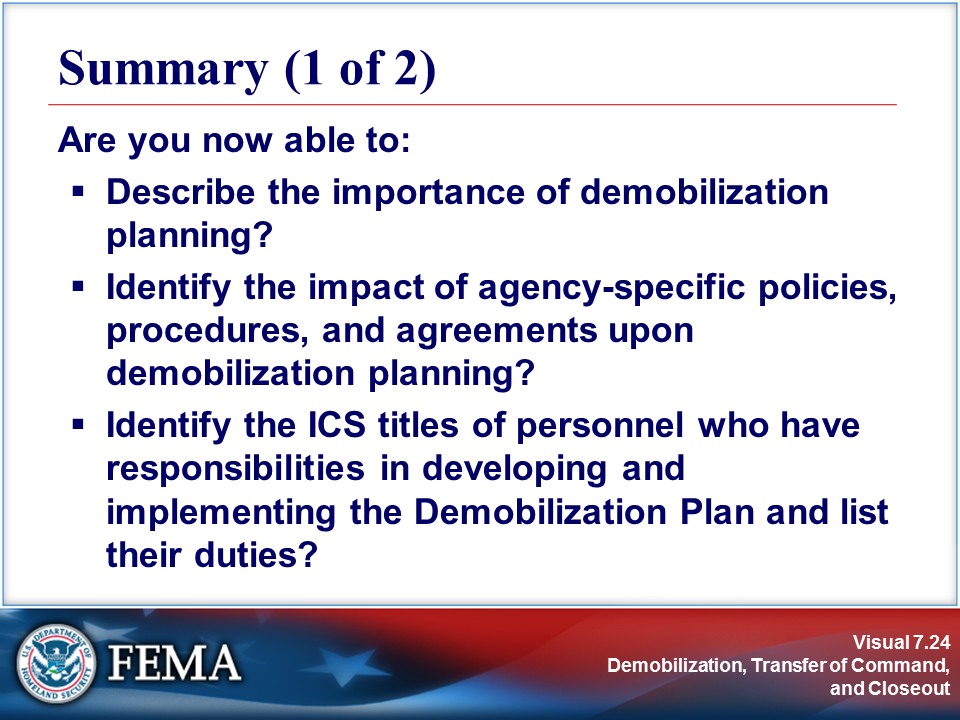 Summary (1 of 2)
Are you now able to:
▪ Describe the importance of demobilization
planning?
▪ Identify the impact of agency-specific policies,
procedures, and agreements upon
demobilization planning?
▪ Identify the ICS titles of personnel who have
responsibilities in developing and
implementing the Demobilization Plan and list
their duties?
U.S. DEPARTMENT OF
HOMELAND SECURITY
FEMA
Visual 7.24
Demobilization, Transfer of Command,
and Closeout